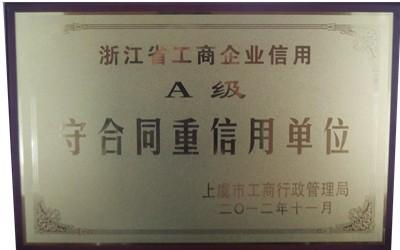 浙江省工商企业信用
A级
守合同重信用单位
上虞市工商行政管理局
二〇一二年十一月